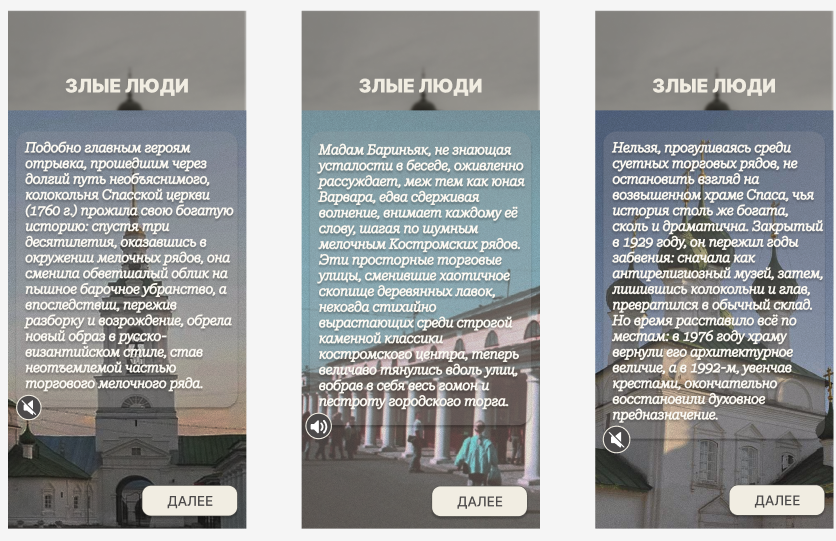 ЗЛЫЕ ЛЮДИ
Подобно главным героям
отрывка, прошедшим через
долгий путь необъяснимого,
колокольня Спасской церкви
(1760 г.) прожила свою богатую
историю: спустя три
десятилетия, оказавшись в
окружении мелочных рядов, она
сменила обветшалый облик на
пышное барочное убранство, а
впоследствии, пережив
разборку и возрождение, обрела
новый образ в русско-
византийском стиле, став
неотъемлемой частью
торгового мелочного ряда.
ДАЛЕЕ
ЗЛЫЕ ЛЮДИ
Мадам Бариньяк, не знающая
усталости в беседе, оживленно
рассуждает, меж тем как юная
Варвара, едва сдерживая
волнение, внимает каждому её
слову, шагая по шумным
мелочным Костромских рядов.
Эти просторные торговые
улицы, сменившие хаотичное
скопище деревянных лавок,
некогда стихийно
вырастающих среди строгой
каменной классики
костромского центра, теперь
величаво тянулись вдоль улиц,
вобрав в себя весь гомон и
пестроту городского торга.
ДАЛЕЕ
ЗЛЫЕ ЛЮДИ
Нельзя, прогуливаясь среди
суетных торговых рядов, не
остановить взгляд на
возвышенном храме Спаса, чья
история столь же богата,
сколь и драматична. Закрытый
в 1929 году, он пережил годы
забвения: сначала как
антирелигиозный музей, затем,
лишившись колокольни и глав,
превратился в обычный склад.
Но время расставило всё по
местам: в 1976 году храму
вернули его архитектурное
величие, а в 1992-м, увенчав
крестами, окончательно
восстановили духовное
предназначение.
ДАЛЕЕ